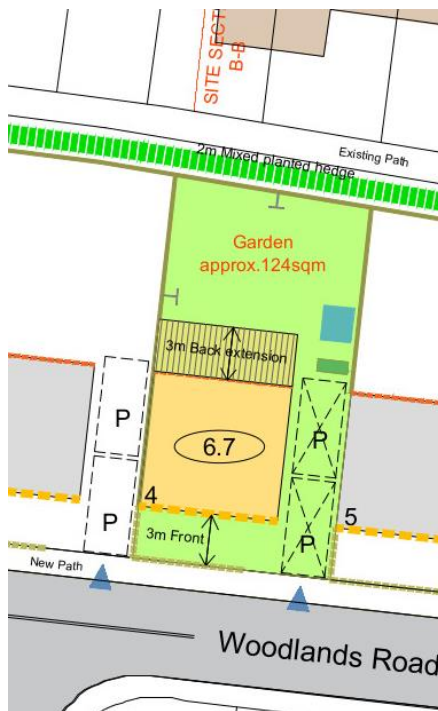 SITE SECT
B-B
Existing Path
2m Mixed planted hedge
Garden
approx.124sqm
3m Back extension
P
P
6.7
4
5
P
3m Front
P
New Path
Woodlands Road